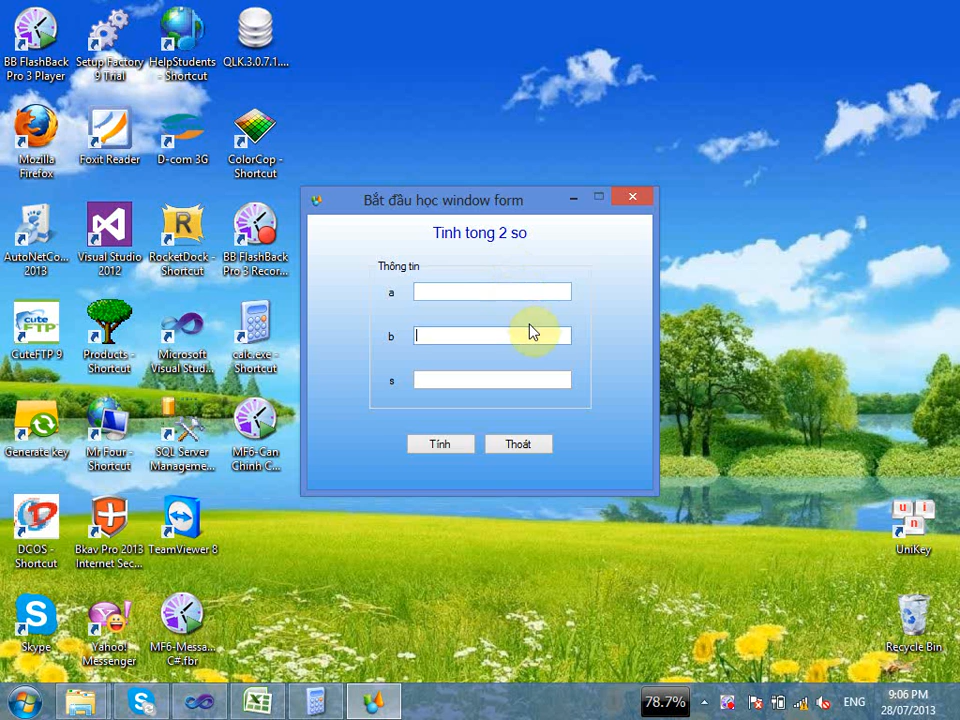 BB FlashBack
Pro 3 Player
Setup Factory
9 Trial
HelpStudents
- Shortcut
QLK.3.0.7.1....
Mozilla
Firefox
Foxit Reader
D-com 3G
ColorCop -
Shortcut
AutoNetCo...
2013
Visual Studio
2012
RocketDock -
Shortcut
BB FlashBack
Pro 3 Recor...
cute
FTP
CuteFTP 9
Products -
Shortcut
Microsoft
Visual Stud...
calc.exe -
Shortcut
Generate key
Mr Four -
Shortcut
SQL Server
Manageme...
MF6-Can
Chinh C...
DCOS -
Shortcut
Bkav Pro 2013
Internet Sec...
TeamViewer 8
Skype
Yahoo!
Messenger
MF6-Messa...
C#.fbr
Bắt đầu học window form
Tinh tong 2 so
Thông tin
a
b
s
Tính
Thoát
u i
n
UniKey
Recycle Bin
78.7%
ENG
9:06 PM
28/07/2013